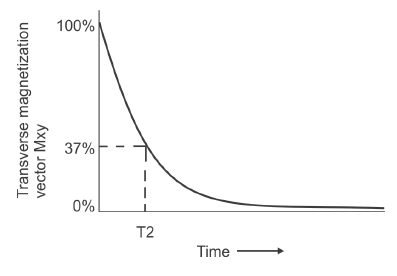 Transverse magnetization
vector Mxy
100%
37%
0%
T2
Time